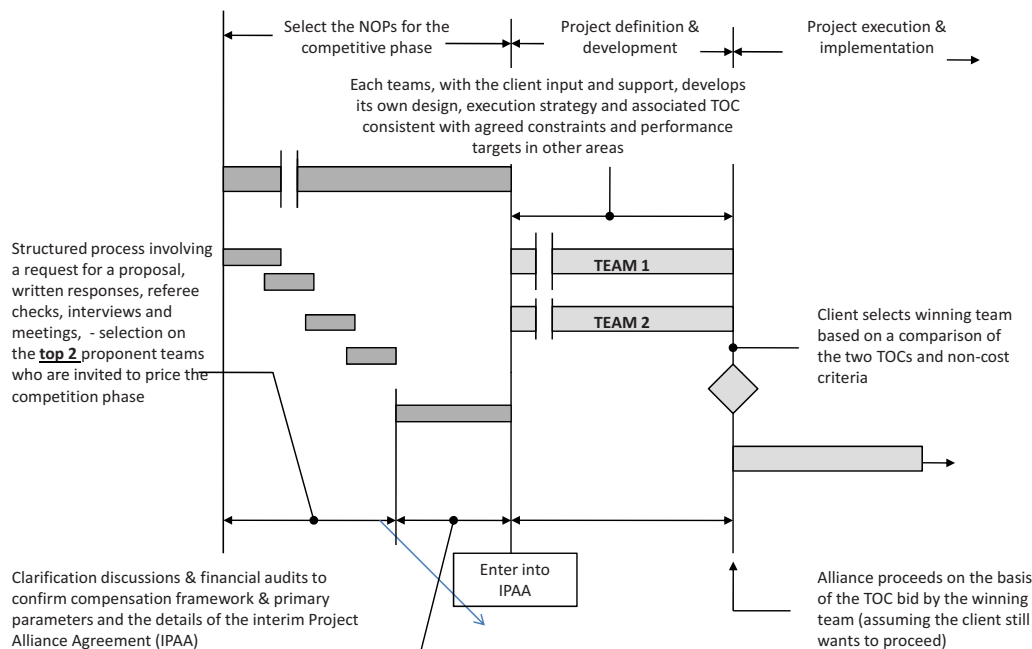 Select the NOPs for the
competitive phase
Project definition &
development
Project execution &
implementation
Each teams, with the client input and support, develops
its own design, execution strategy and associated TOC
consistent with agreed constraints and performance
targets in other areas
Structured process involving
a request for a proposal,
written responses, referee
checks, interviews and
meetings, - selection on
the top 2 proponent teams
who are invited to price the
competition phase
TEAM 1
TEAM 2
Client selects winning team
based on a comparison of
the two TOCs and non-cost
criteria
Enter into
IPAA
Clarification discussions & financial audits to
confirm compensation framework & primary
parameters and the details of the interim Project
Alliance Agreement (IPAA)
Alliance proceeds on the basis
of the TOC bid by the winning
team (assuming the client still
wants to proceed)